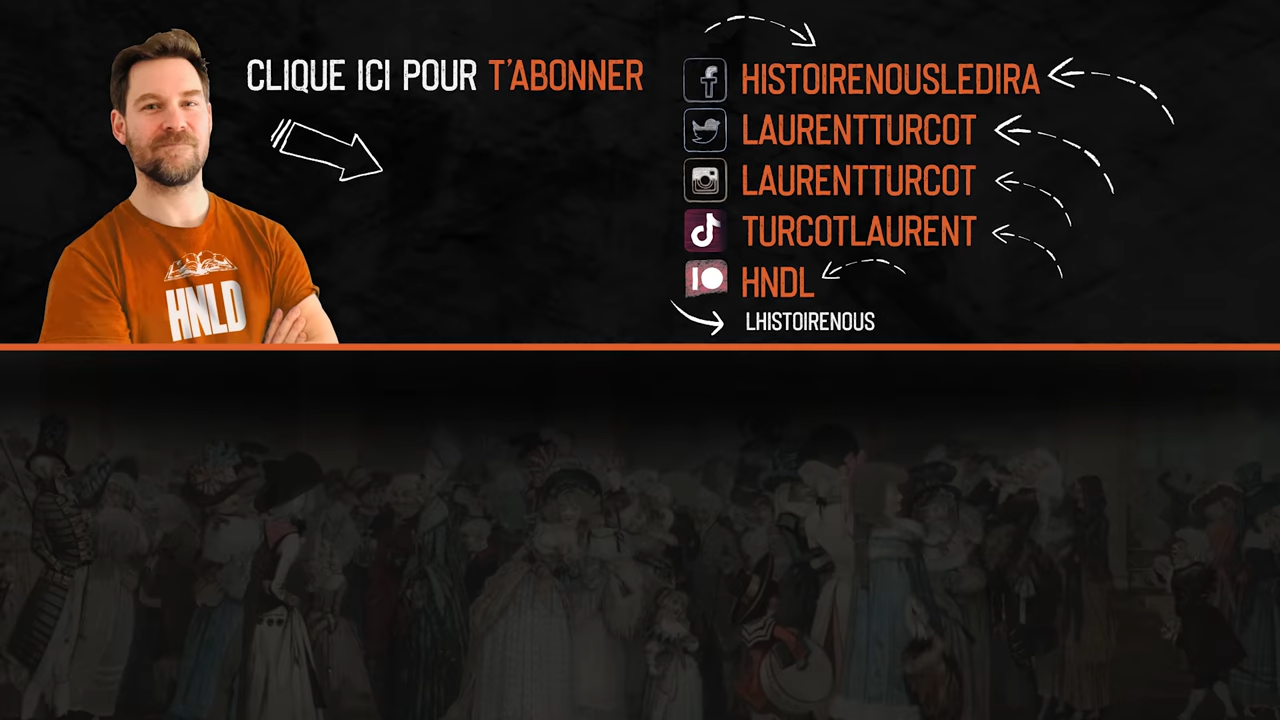 CLIQUE ICI POUR T'ABONNER
HISTOIRENOUSLEDIRA
LAURENTTURCOT
LAURENTTURCOT
TURCOTLAURENT
HNDL
LHISTOIRENOUS
HNLD